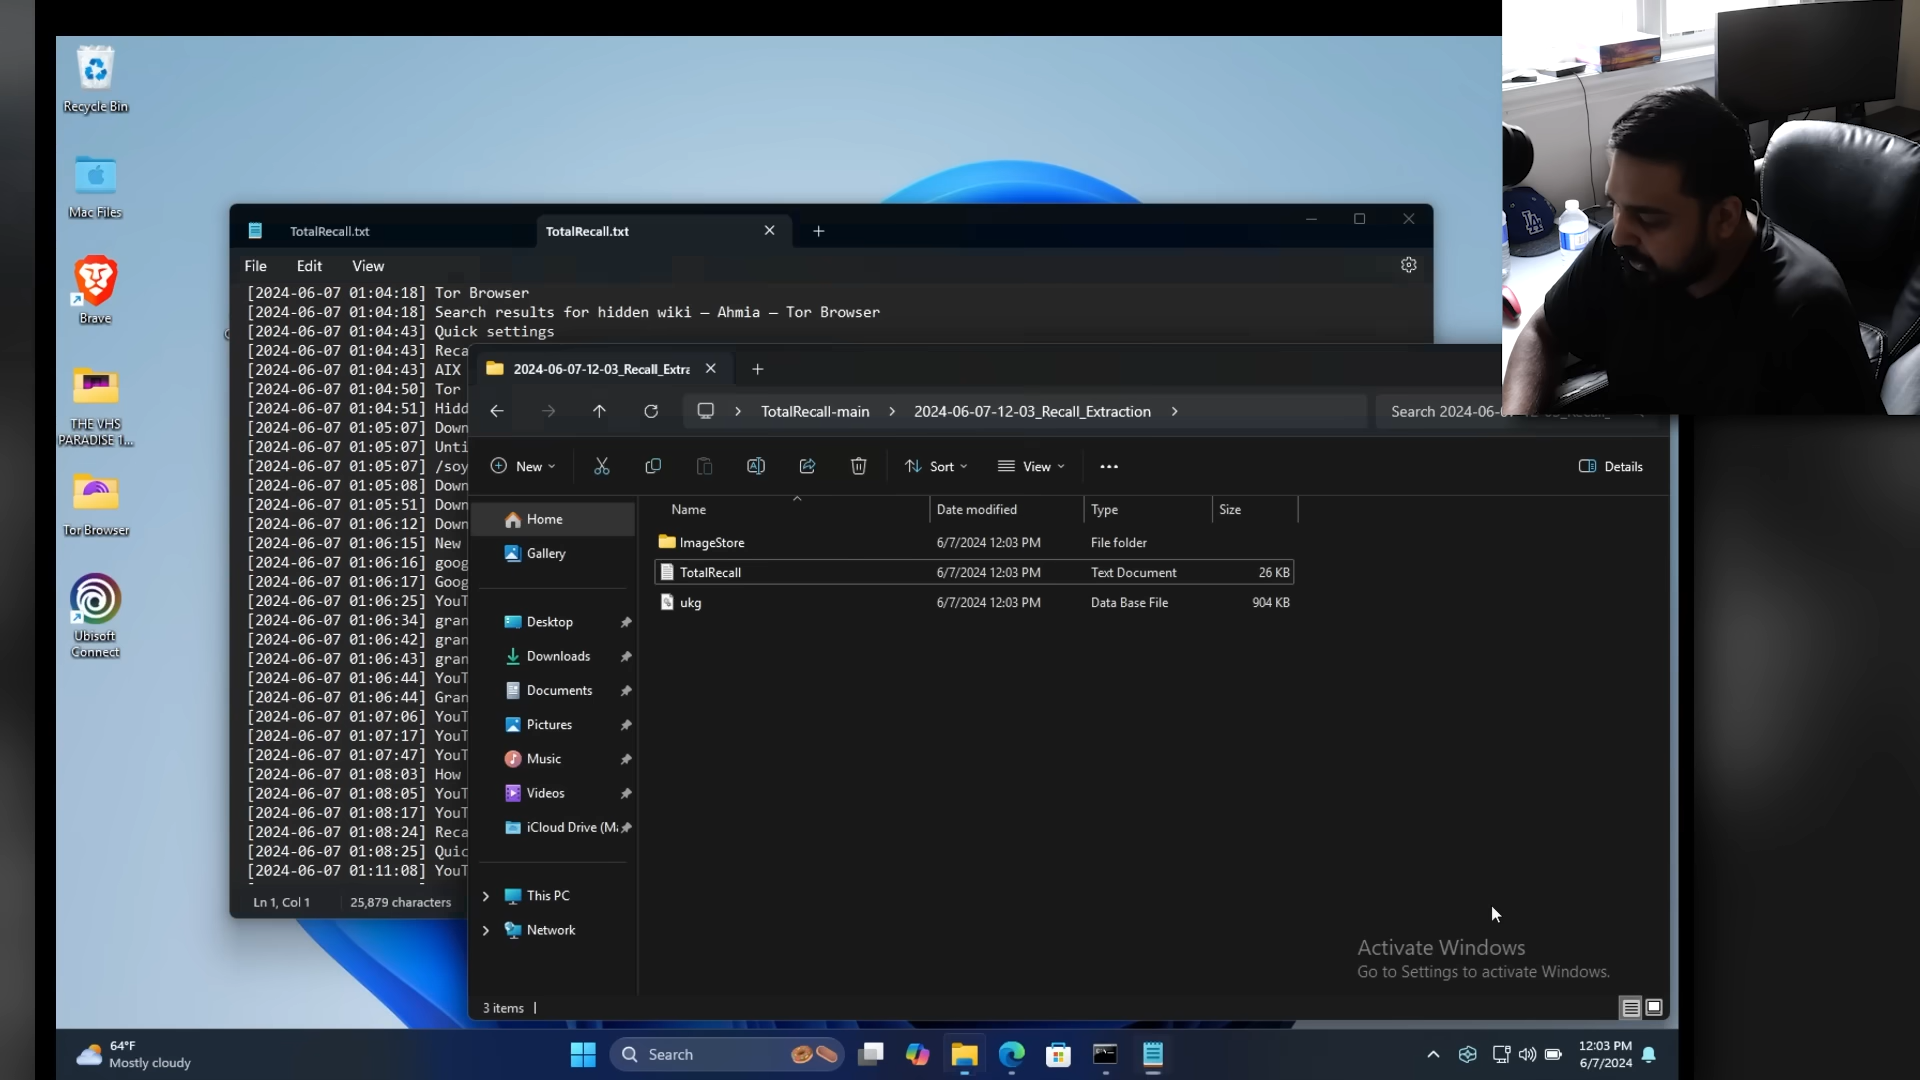 Recycle Bin
Mac Files
Brave
THE VHS
PARADISE 1...
Tor Browser
Ubisoft
Connect
TotalRecall.txt
TotalRecall.txt
File Edit View
[2024-06-07 01:04:18] Tor Browser
[2024-06-07 01:04:18] Search results for hidden wiki — Ahmia — Tor Browser
[2024-06-07 01:04:43] Quick settings
[2024-06-07 01:04:43] Reca
[2024-06-07 01:04:43] AIX
[2024-06-07 01:04:50] Tor
[2024-06-07 01:04:51] Hidd
[2024-06-07 01:05:07] Down
[2024-06-07 01:05:07] Unti
[2024-06-07 01:05:07] /soy
[2024-06-07 01:05:08] Down
[2024-06-07 01:05:51] Down
[2024-06-07 01:06:12] Down
[2024-06-07 01:06:15] New
[2024-06-07 01:06:16] goog
[2024-06-07 01:06:17] Goog
[2024-06-07 01:06:25] YouT
[2024-06-07 01:06:34] gran
[2024-06-07 01:06:42] gran
[2024-06-07 01:06:43] gran
[2024-06-07 01:06:44] YouT
[2024-06-07 01:06:44] Gran
[2024-06-07 01:07:06] YouT
[2024-06-07 01:07:17] YouT
[2024-06-07 01:07:47] YouT
[2024-06-07 01:08:03] How
[2024-06-07 01:08:05] YouT
[2024-06-07 01:08:17] YouT
[2024-06-07 01:08:24] Reca
[2024-06-07 01:08:25] Quic
[2024-06-07 01:11:08] YouT
Ln 1, Col 1 25,879 characters
2024-06-07-12-03_Recall_Extra
TotalRecall-main > 2024-06-07-12-03_Recall_Extraction >
Search 2024-06-
New Sort View ... Details
Name Date modified Type Size
ImageStore 6/7/2024 12:03 PM File folder
TotalRecall 6/7/2024 12:03 PM Text Document 26 KB
ukg 6/7/2024 12:03 PM Data Base File 904 KB
Home
Gallery
Desktop
Downloads
Documents
Pictures
Music
Videos
iCloud Drive (Ma
This PC
Network
3 items
Activate Windows
Go to Settings to activate Windows.
LA
64°F
Mostly cloudy
Search
12:03 PM
6/7/2024